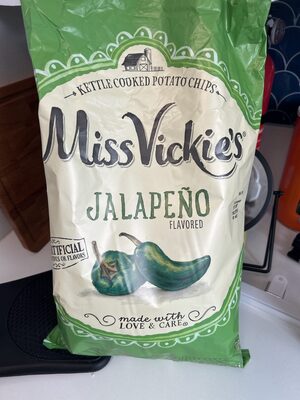 KETTLE COOKED POTATO CHIPS
Miss Vickie's
JALAPEÑO
FLAVORED
made with
LOVE & CARE